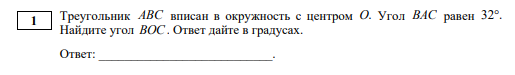 1
Треугольник ABC вписан в окружность с центром O. Угол BAC равен 32°.
Найдите угол BOC. Ответ дайте в градусах.
Ответ: ___________________________.